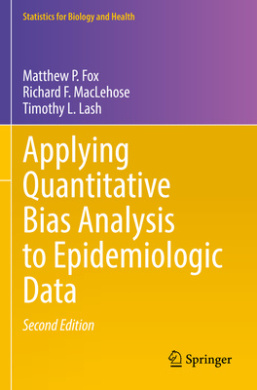 Statistics for Biology and Health
Matthew P. Fox
Richard F. MacLehose
Timothy L. Lash
Applying
Quantitative
Bias Analysis
to Epidemiologic
Data
Second Edition
Springer